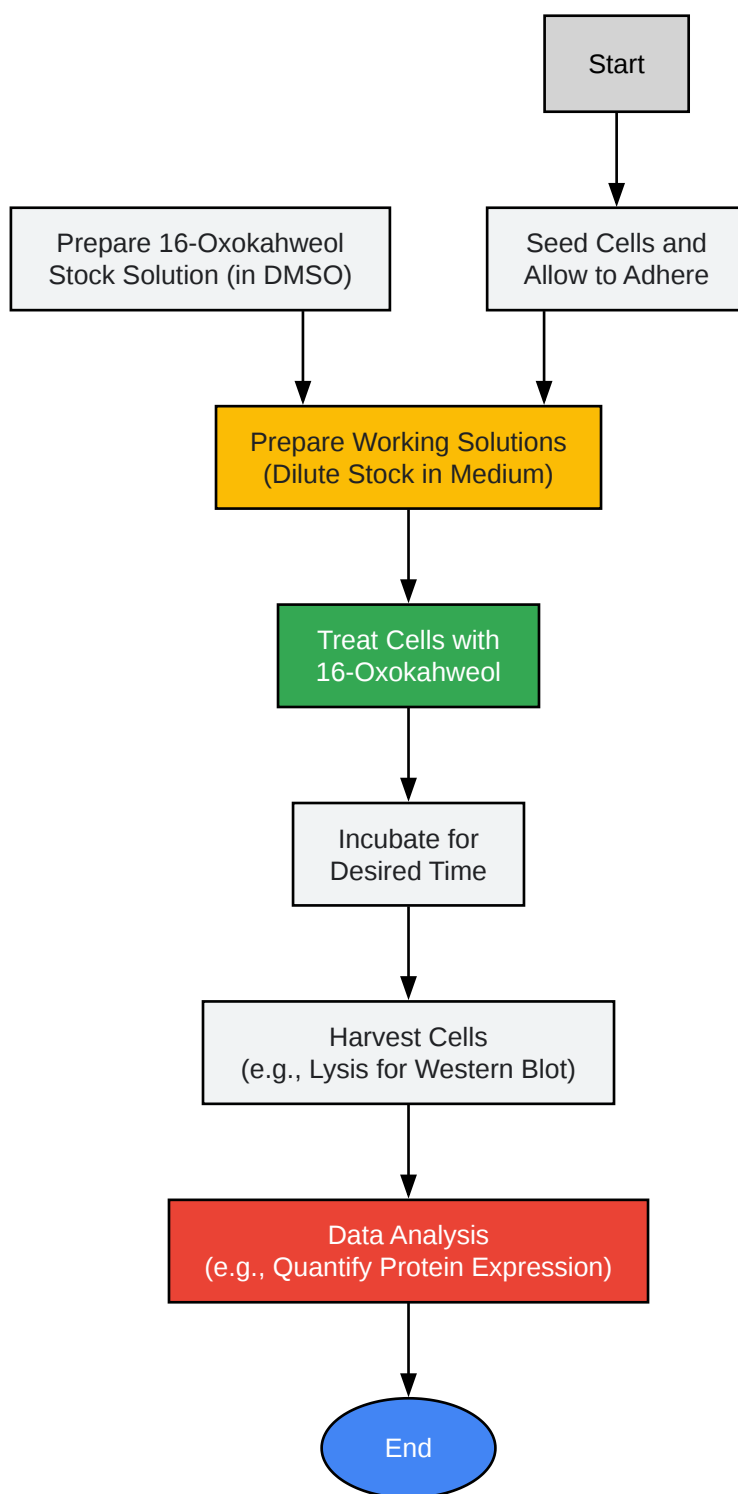 Start
Prepare 16-Oxokahweol
Stock Solution (in DMSO)
Seed Cells and
Allow to Adhere
Prepare Working Solutions
(Dilute Stock in Medium)
Treat Cells with
16-Oxokahweol
Incubate for
Desired Time
Harvest Cells
(e.g., Lysis for Western Blot)
Data Analysis
(e.g., Quantify Protein Expression)
End